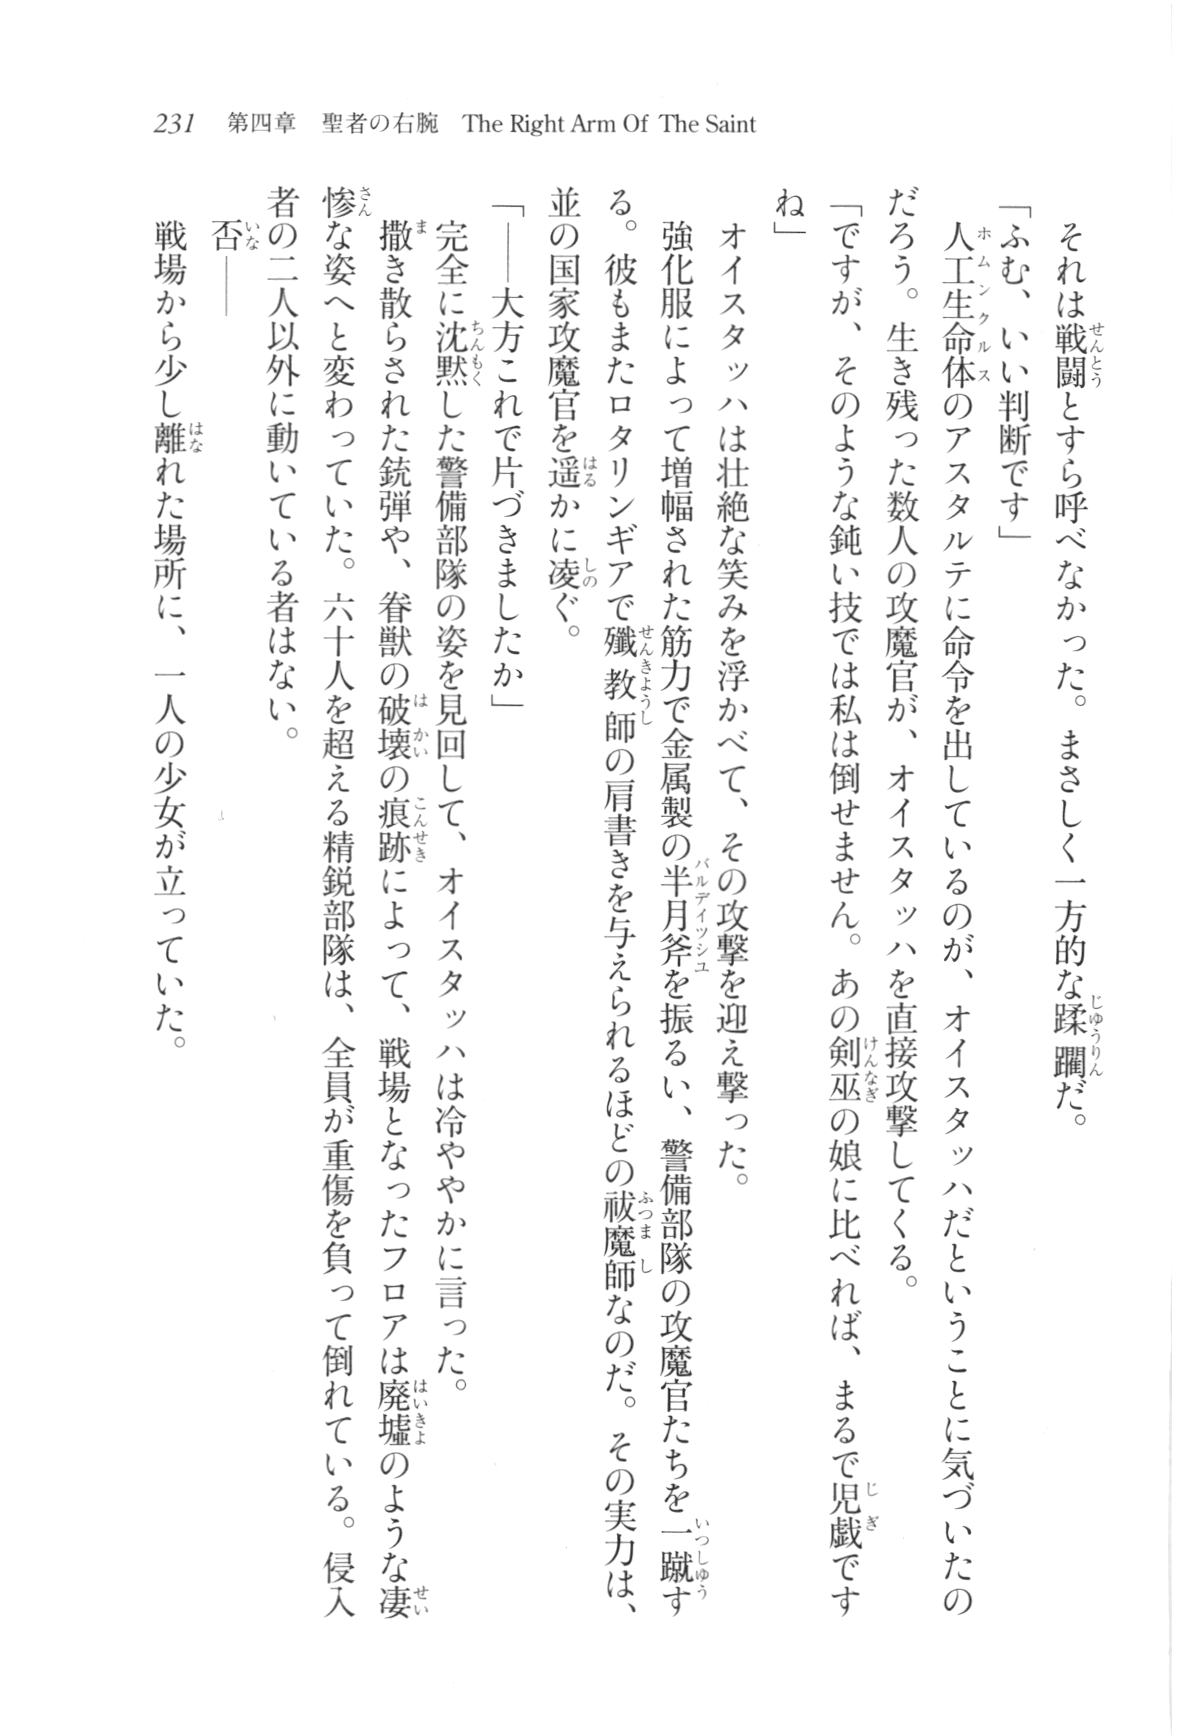 231　第四章　聖者の右腕　The Right Arm Of The Saint
　それは戦闘とすら呼べなかった。まさしく一方的な蹂躙だ。
「ふむ、いい判断です」
　人工生命体のアスタルテに命令を出しているのが、オイスタッハだということに気づいたの
だろう。生き残った数人の攻魔官が、オイスタッハを直接攻撃してくる。
「ですが、そのような鈍い技では私は倒せません。あの剣巫の娘に比べれば、まるで児戯です
ね」
　オイスタッハは壮絶な笑みを浮かべて、その攻撃を迎え撃った。
　強化服によって増幅された筋力で金属製の半月斧を振るい、警備部隊の攻魔官たちを一蹴す
る。彼もまたロタリンギアで殲教師の肩書きを与えられるほどの祓魔師なのだ。その実力は、
並の国家攻魔官を遥かに凌ぐ。
「――大方これで片づきましたか」
　完全に沈黙した警備部隊の姿を見回して、オイスタッハは冷ややかに言った。
　撒き散らされた銃弾や、眷獣の破壊の痕跡によって、戦場となったフロアは廃墟のような凄
惨な姿へと変わっていた。六十人を超える精鋭部隊は、全員が重傷を負って倒れている。侵入
者の二人以外に動いている者はない。
　否――
　戦場から少し離れた場所に、一人の少女が立っていた。